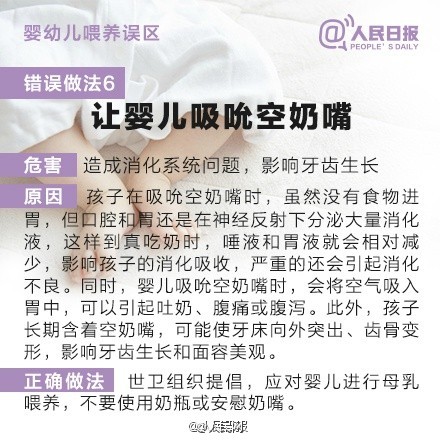 婴幼儿喂养误区
@人民日报
PEOPLE'S DAILY
错误做法6
让婴儿吸吮空奶嘴
危害 造成消化系统问题，影响牙齿生长
原因 孩子在吸吮空奶嘴时，虽然没有食物进
胃，但口腔和胃还是在神经反射下分泌大量消化
液，这样到真吃奶时，唾液和胃液就会相对减
少，影响孩子的消化吸收，严重的还会引起消化
不良。同时，婴儿吸吮空奶嘴时，会将空气吸入
胃中，可以引起吐奶、腹痛或腹泻。此外，孩子
长期含着空奶嘴，可能使牙床向外突出、齿骨变
形，影响牙齿生长和面容美观。
正确做法 世卫组织提倡，应对婴儿进行母乳
喂养，不要使用奶瓶或安慰奶嘴。